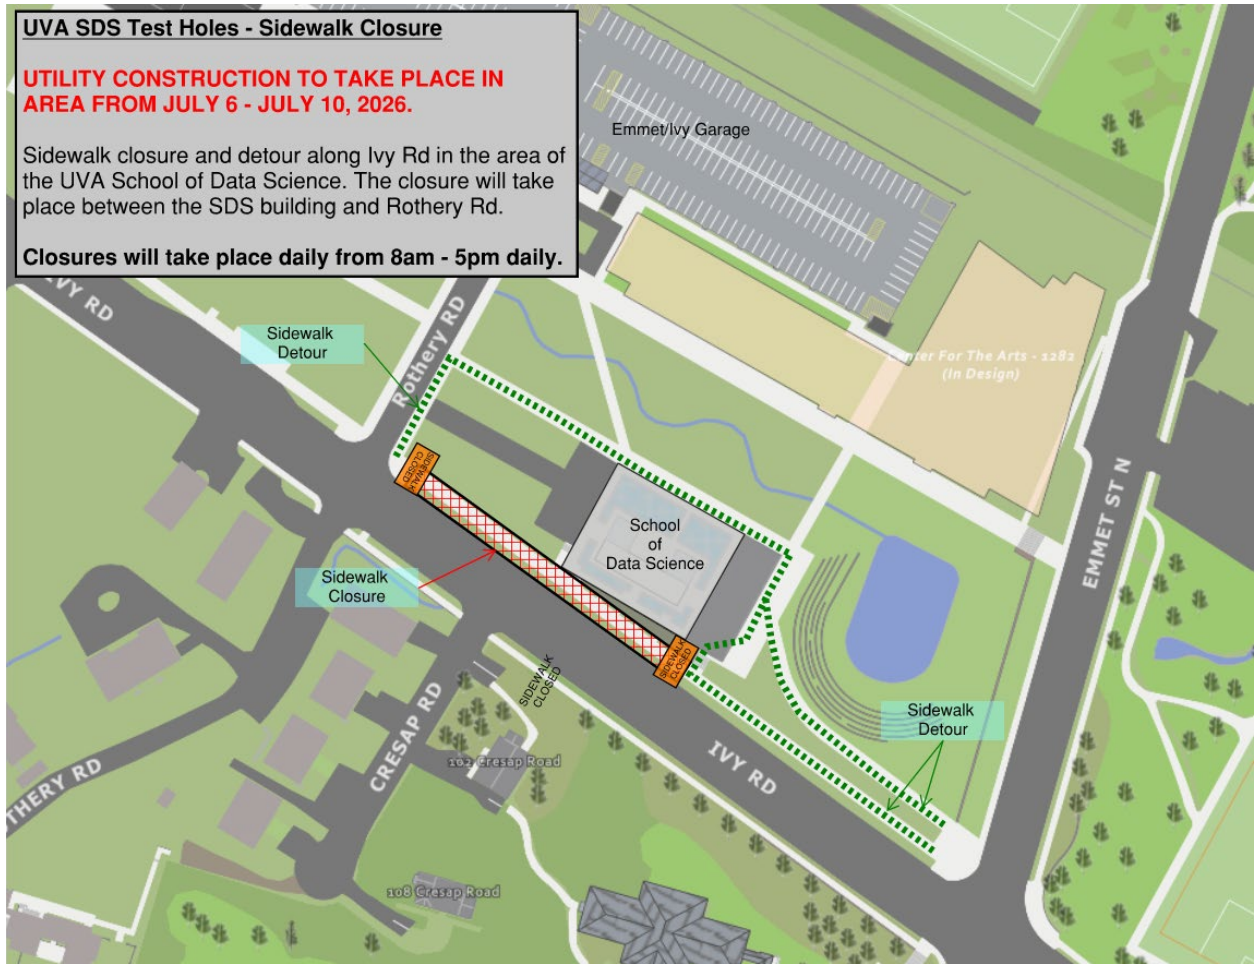 UVA SDS Test Holes - Sidewalk Closure
UTILITY CONSTRUCTION TO TAKE PLACE IN
AREA FROM JULY 6 - JULY 10, 2026.
Sidewalk closure and detour along Ivy Rd in the area of
the UVA School of Data Science. The closure will take
place between the SDS building and Rothery Rd.
Closures will take place daily from 8am - 5pm daily.
Emmet/Ivy Garage
IVY RD
Sidewalk
Detour
Rothery RD
Center For The Arts - 1282
(In Design)
SIDEWALK
CLOSED
EMMET ST N
School
of
Data Science
Sidewalk
Closure
SIDEWALK
CLOSED
SIDEWALK
CLOSED
Sidewalk
Detour
CRESAP RD
IVY RD
102 Cresap Road
THERY RD
108 Cresap Road